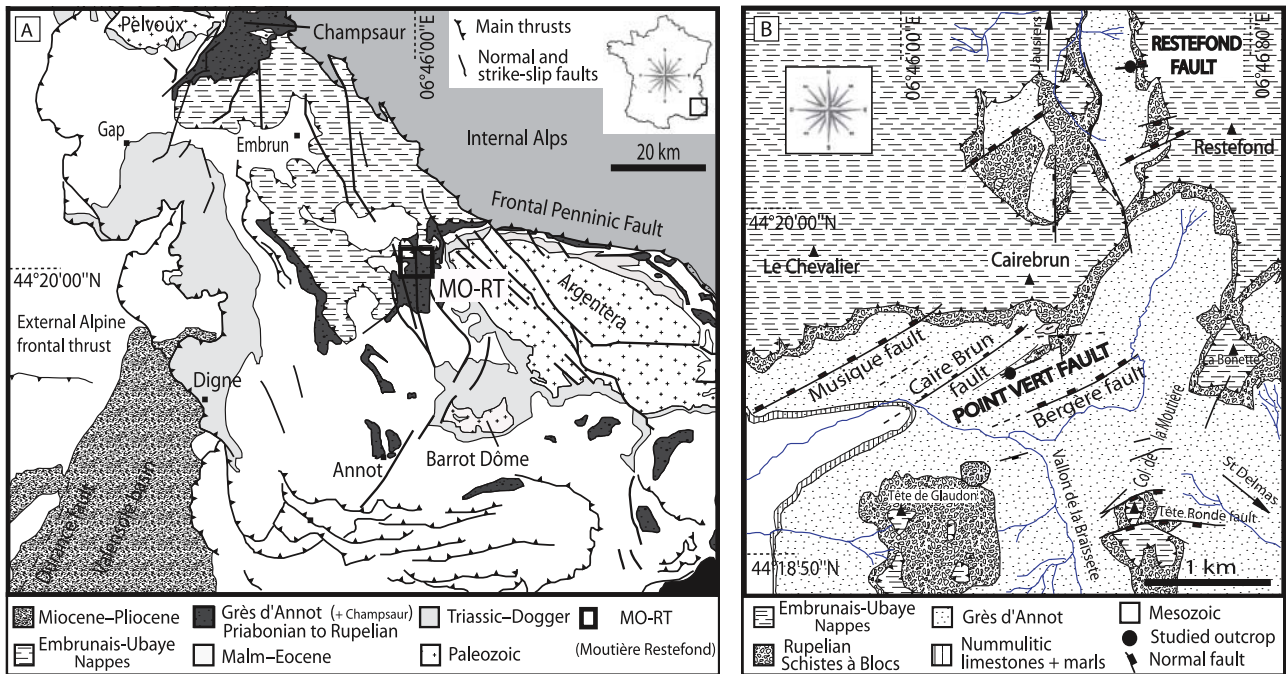 A
Pelvoux
Champsaur
Main thrusts
Normal and
strike-slip faults
06°46'00"E
Gap
Embrun
Internal Alps
20 km
Frontal Penninic Fault
44°20'00"N
MO-RT
Argentera
External Alpine
frontal thrust
Digne
Durance fault
Valensole basin
Annot
Barrot Dôme
Miocene–Pliocene
Grès d'Annot (+ Champsaur)
Priabonian to Rupelian
Triassic–Dogger
MO-RT
(Moutière Restefond)
Embrunais-Ubaye
Nappes
Malm–Eocene
Paleozoic
B
06°46'00"E
Jausiers
06°46'80"E
RESTEFOND
FAULT
Restefond
44°20'00"N
Le Chevalier
Cairebrun
La Bonette
Musique fault
Caire Brun
fault
POINT VERT FAULT
Bergère fault
Col de la Moutière
St Delmas
Vallon de la Braissète
Tête de Glaudon
Tête Ronde fault
44°18'50"N
1 km
Embrunais-Ubaye
Nappes
Grès d'Annot
Mesozoic
Rupelian
Schistes à Blocs
Nummulitic
limestones + marls
Studied outcrop
Normal fault